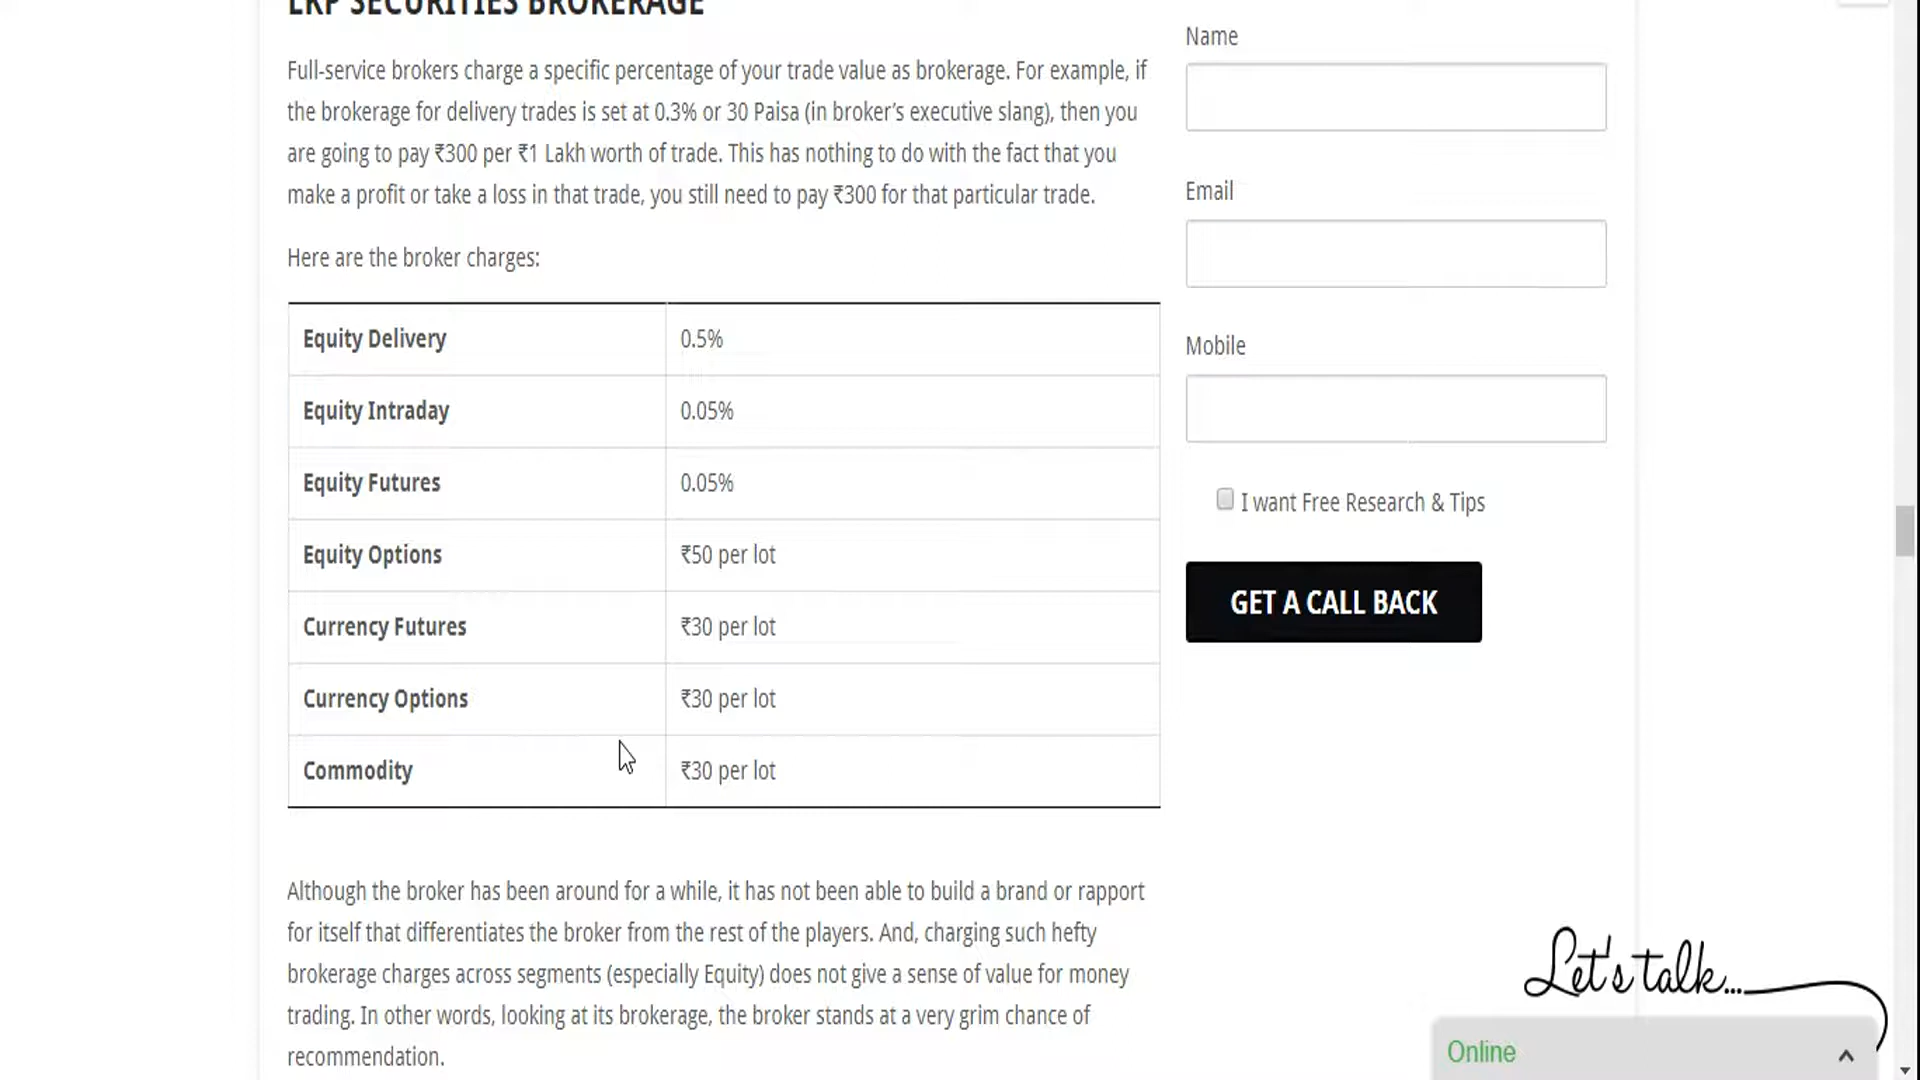 LKP SECURITIES BROKERAGE
Full-service brokers charge a specific percentage of your trade value as brokerage. For example, if
the brokerage for delivery trades is set at 0.3% or 30 Paisa (in broker’s executive slang), then you
are going to pay ₹300 per ₹1 Lakh worth of trade. This has nothing to do with the fact that you
make a profit or take a loss in that trade, you still need to pay ₹300 for that particular trade.
Here are the broker charges:
Equity Delivery 0.5%
Equity Intraday 0.05%
Equity Futures 0.05%
Equity Options ₹50 per lot
Currency Futures ₹30 per lot
Currency Options ₹30 per lot
Commodity ₹30 per lot
Although the broker has been around for a while, it has not been able to build a brand or rapport
for itself that differentiates the broker from the rest of the players. And, charging such hefty
brokerage charges across segments (especially Equity) does not give a sense of value for money
trading. In other words, looking at its brokerage, the broker stands at a very grim chance of
recommendation.
Name
Email
Mobile
I want Free Research & Tips
GET A CALL BACK
Let's talk...
Online